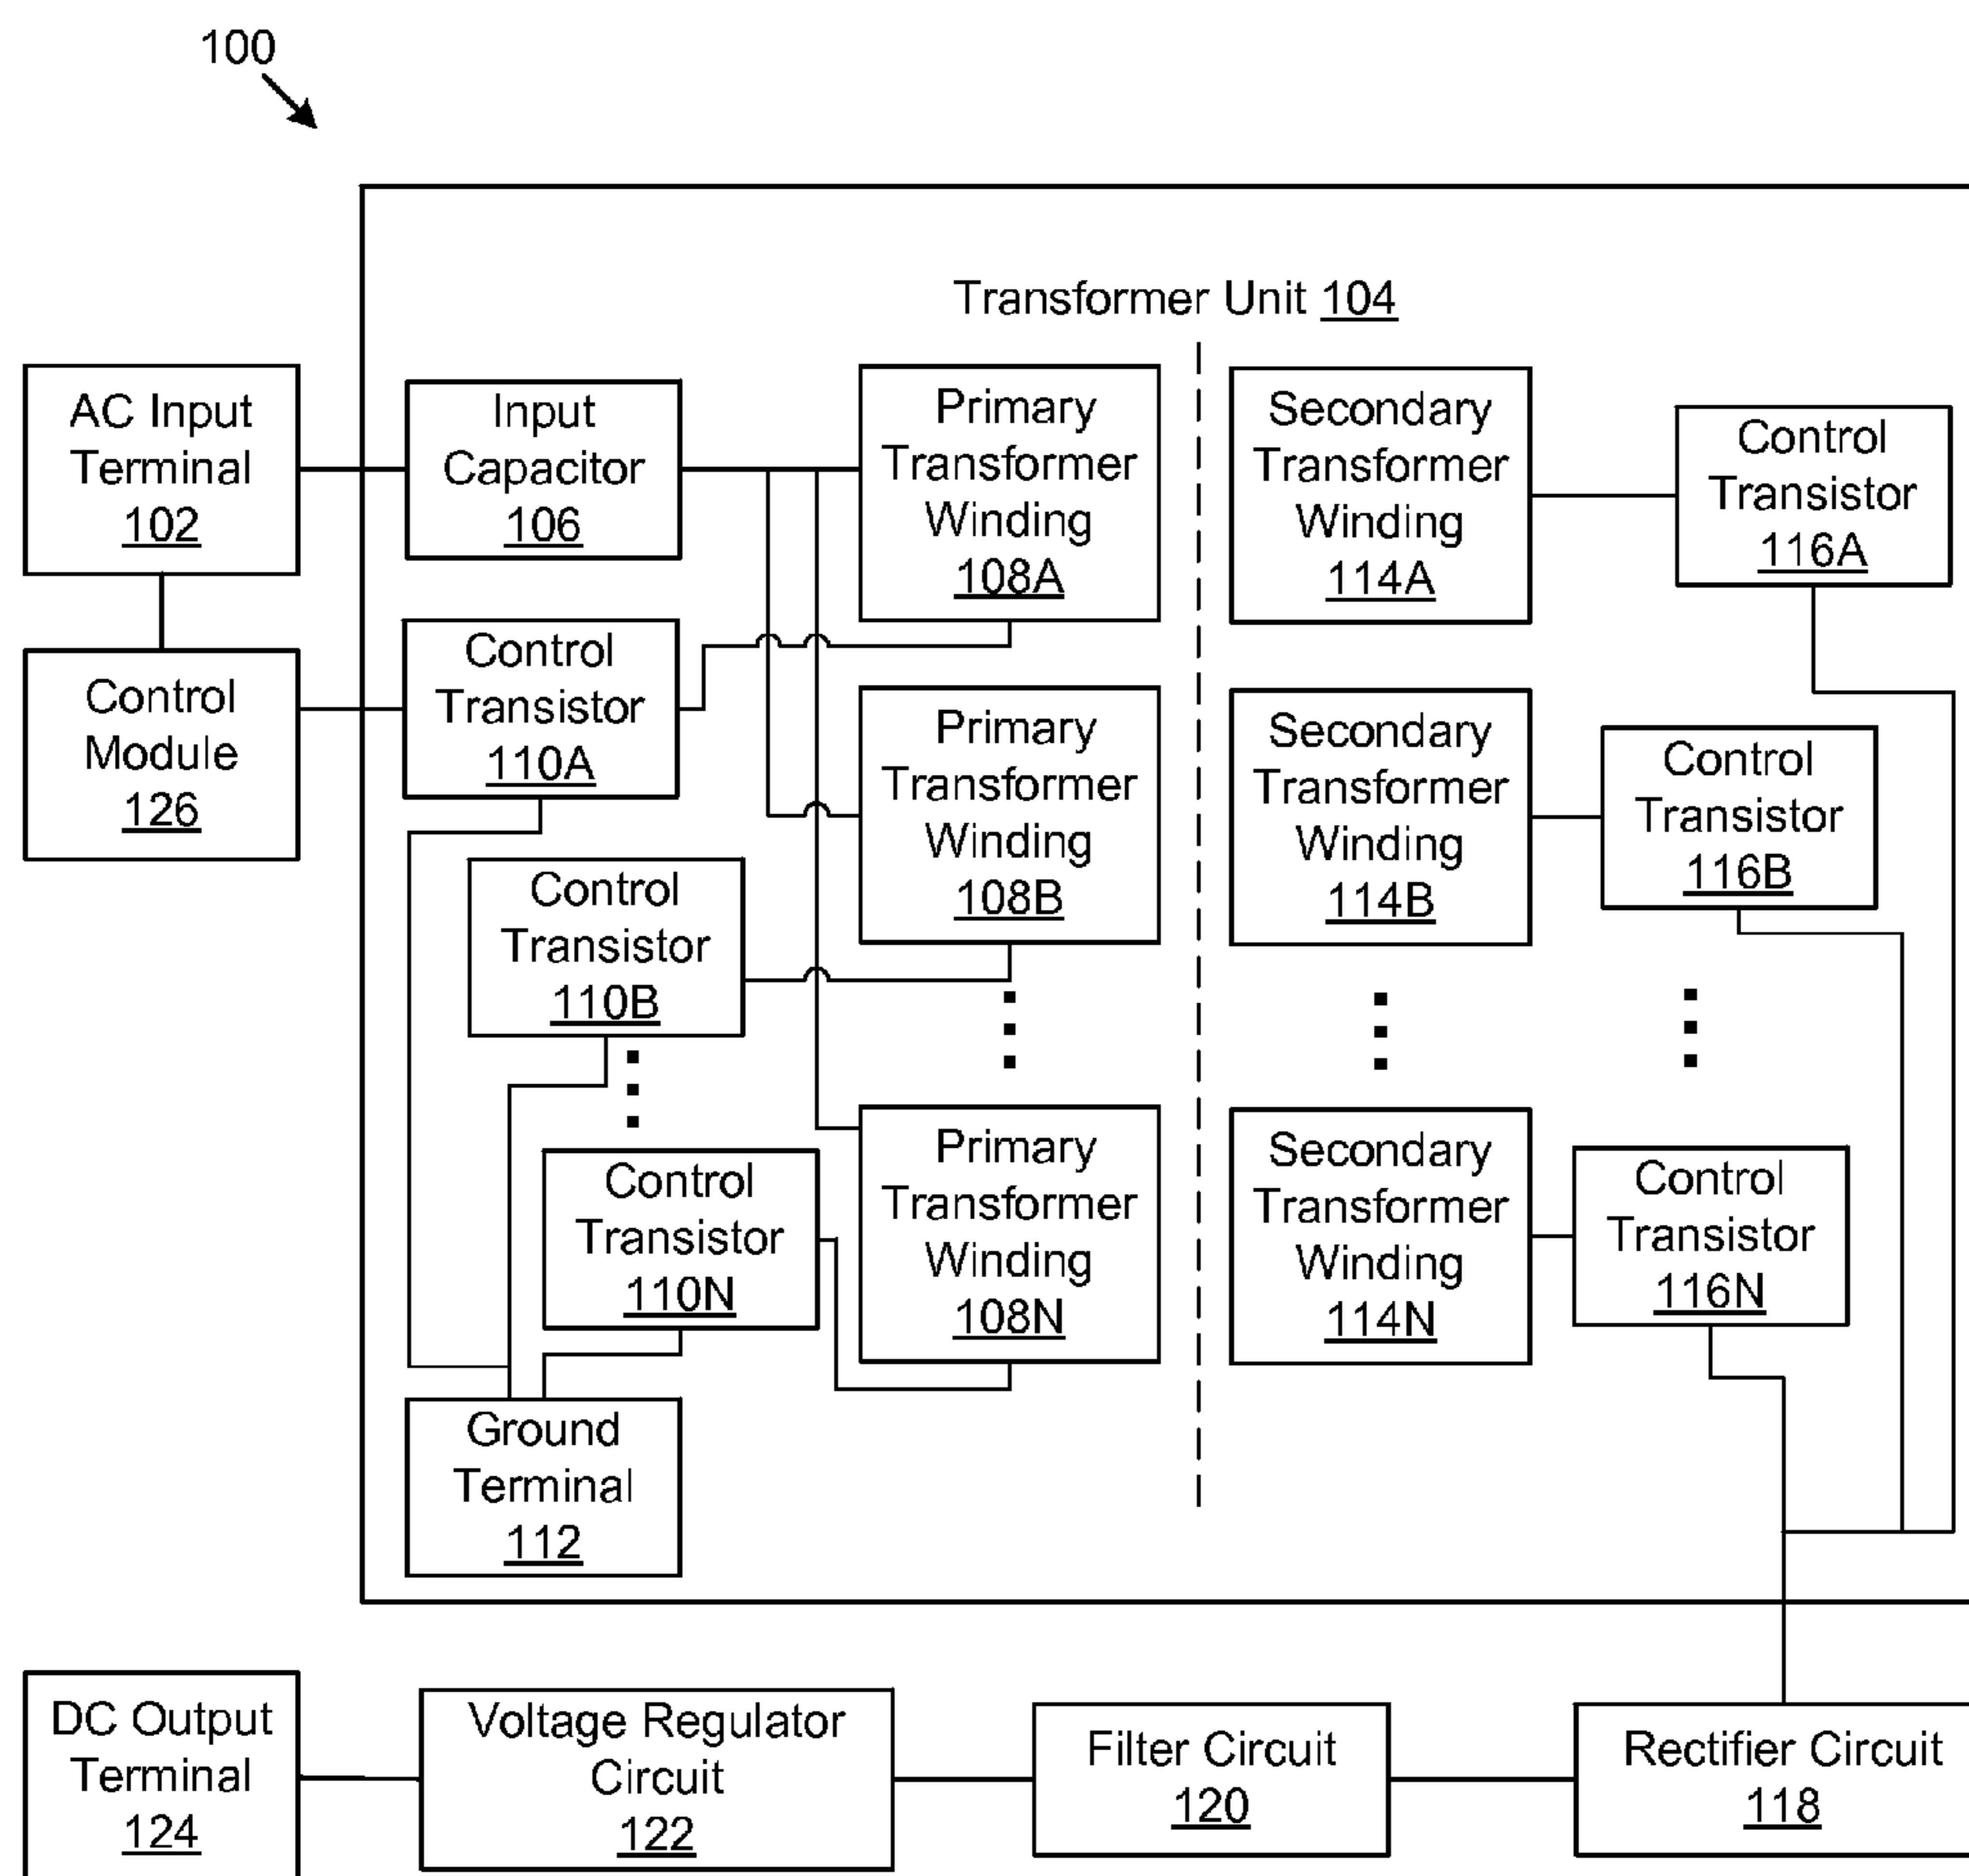 100
Transformer Unit 104
AC Input
Terminal
102
Input
Capacitor
106
Primary
Transformer
Winding
108A
Secondary
Transformer
Winding
114A
Control
Transistor
116A
Control
Module
126
Control
Transistor
110A
Primary
Transformer
Winding
108B
Secondary
Transformer
Winding
114B
Control
Transistor
116B
Control
Transistor
110B
Control
Transistor
110N
Primary
Transformer
Winding
108N
Secondary
Transformer
Winding
114N
Control
Transistor
116N
Ground
Terminal
112
DC Output
Terminal
124
Voltage Regulator
Circuit
122
Filter Circuit
120
Rectifier Circuit
118